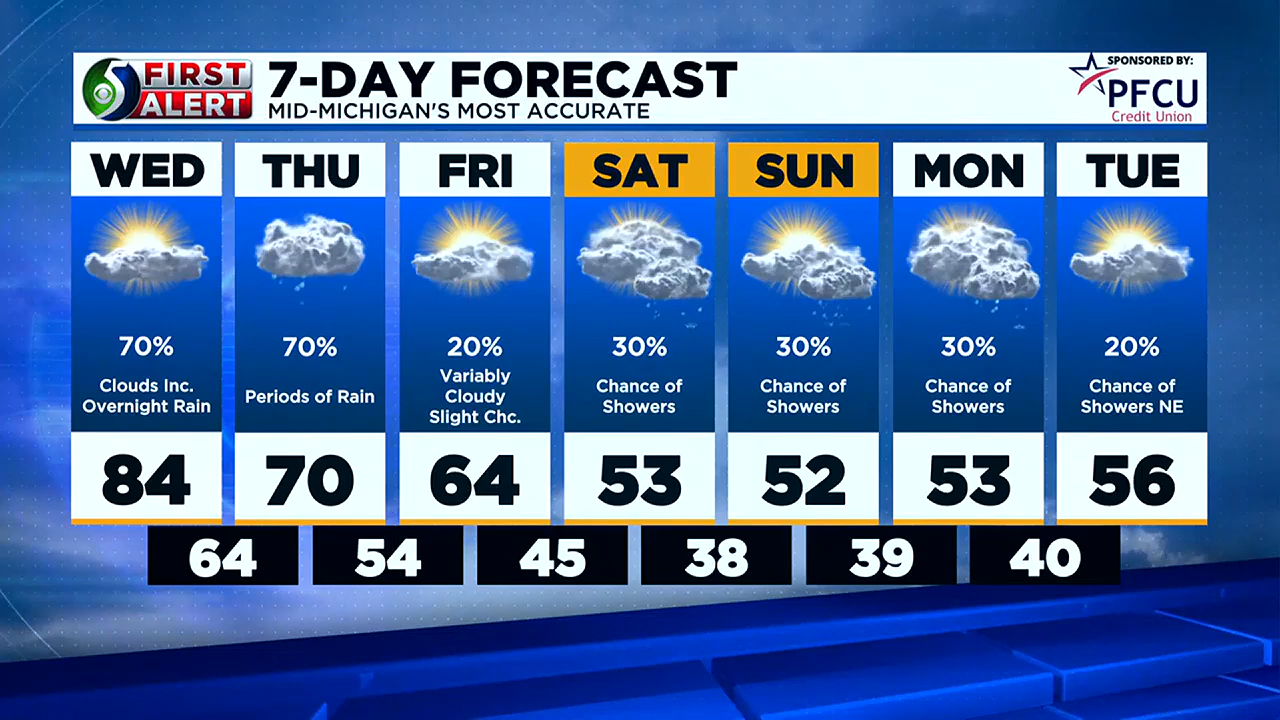 5 FIRST
ALERT
7-DAY FORECAST
MID-MICHIGAN'S MOST ACCURATE
SPONSORED BY:
PFCU
Credit Union
WED
70%
Clouds Inc.
Overnight Rain
84
THU
70%
Periods of Rain
70
FRI
20%
Variably
Cloudy
Slight Chc.
64
SAT
30%
Chance of
Showers
53
SUN
30%
Chance of
Showers
52
MON
30%
Chance of
Showers
53
TUE
20%
Chance of
Showers NE
56
64 54 45 38 39 40